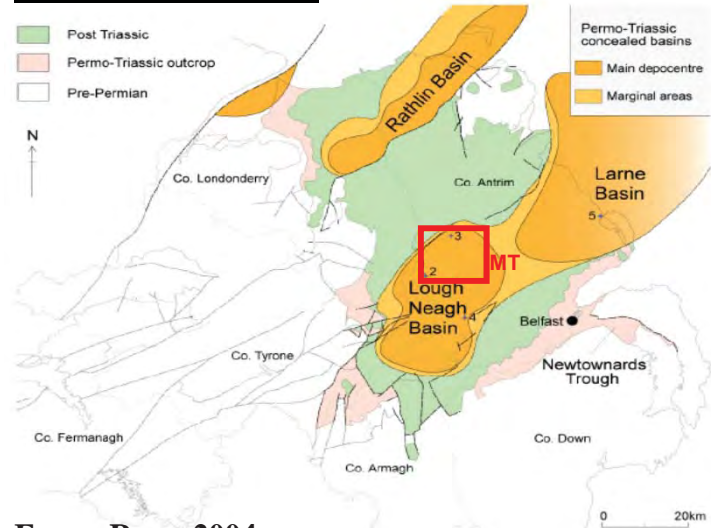 Post Triassic
Permo-Triassic outcrop
Pre-Permian
Permo-Triassic
concealed basins
Main depocentre
Marginal areas
N
Rathlin Basin
Co. Londonderry
Co. Antrim
Larne
Basin
5
3
MT
2
Lough
Neagh
Basin
4
Belfast
Co. Tyrone
Newtownards
Trough
Co. Fermanagh
Co. Down
Co. Armagh
0 20km